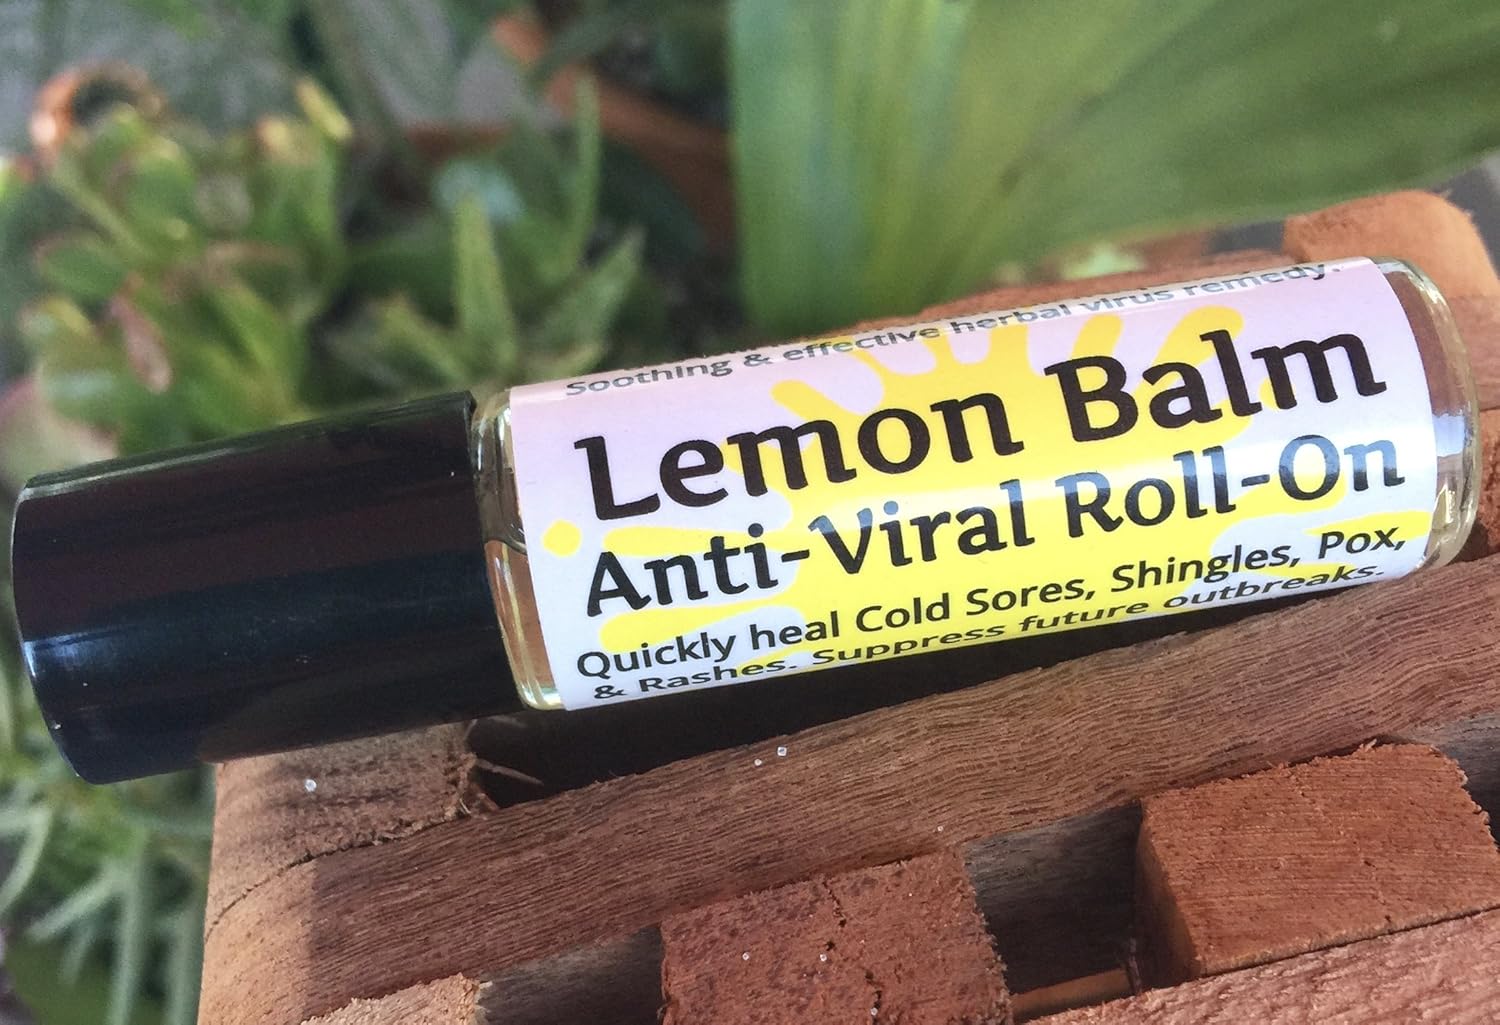 Soothing & effective herbal virus remedy.
Lemon Balm
Anti-Viral Roll-On
Quickly heal Cold Sores, Shingles, Pox,
& Rashes. Suppress future outbreaks.